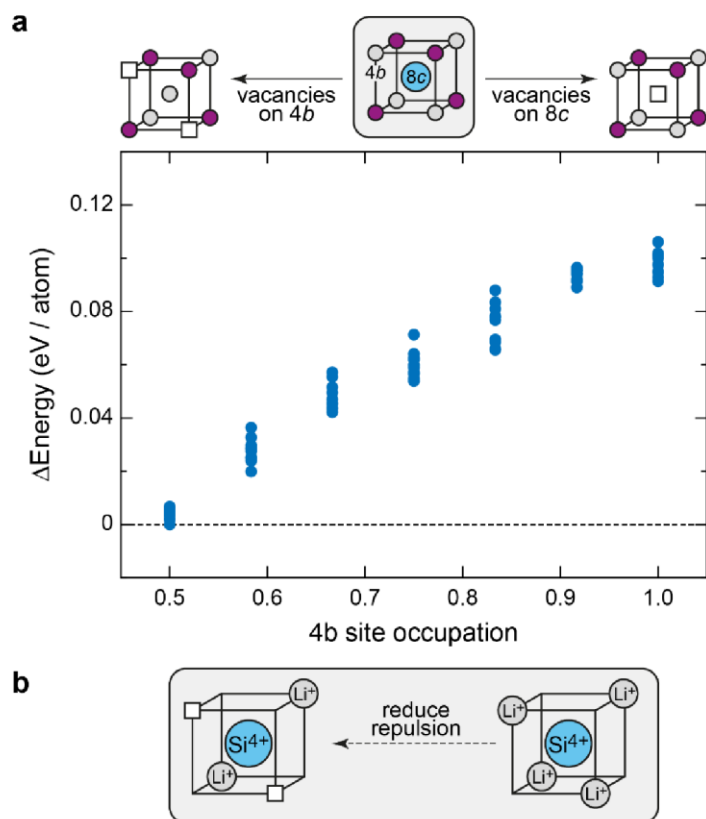 a
4b
8c
vacancies
on 4b
vacancies
on 8c
ΔEnergy (eV / atom)
0.12
0.08
0.04
0
0.5 0.6 0.7 0.8 0.9 1.0
4b site occupation
b
Li⁺
Si⁴⁺
Li⁺
reduce
repulsion
Li⁺ Li⁺
Si⁴⁺
Li⁺
Li⁺